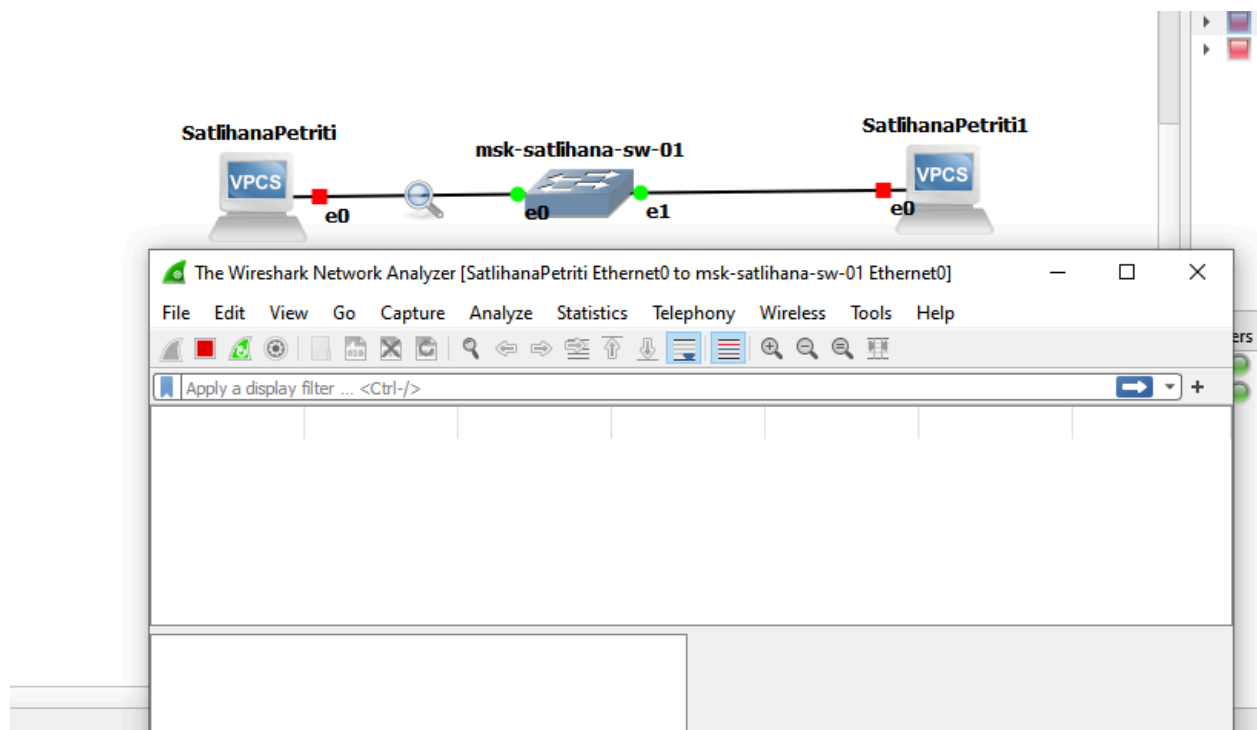 SatlihanaPetriti
msk-satlihana-sw-01
SatlihanaPetriti1
VPCS
VPCS
e0
e0
e1
e0
The Wireshark Network Analyzer [SatlihanaPetriti Ethernet0 to msk-satlihana-sw-01 Ethernet0]
File Edit View Go Capture Analyze Statistics Telephony Wireless Tools Help
ers
Apply a display filter ... <Ctrl-/>